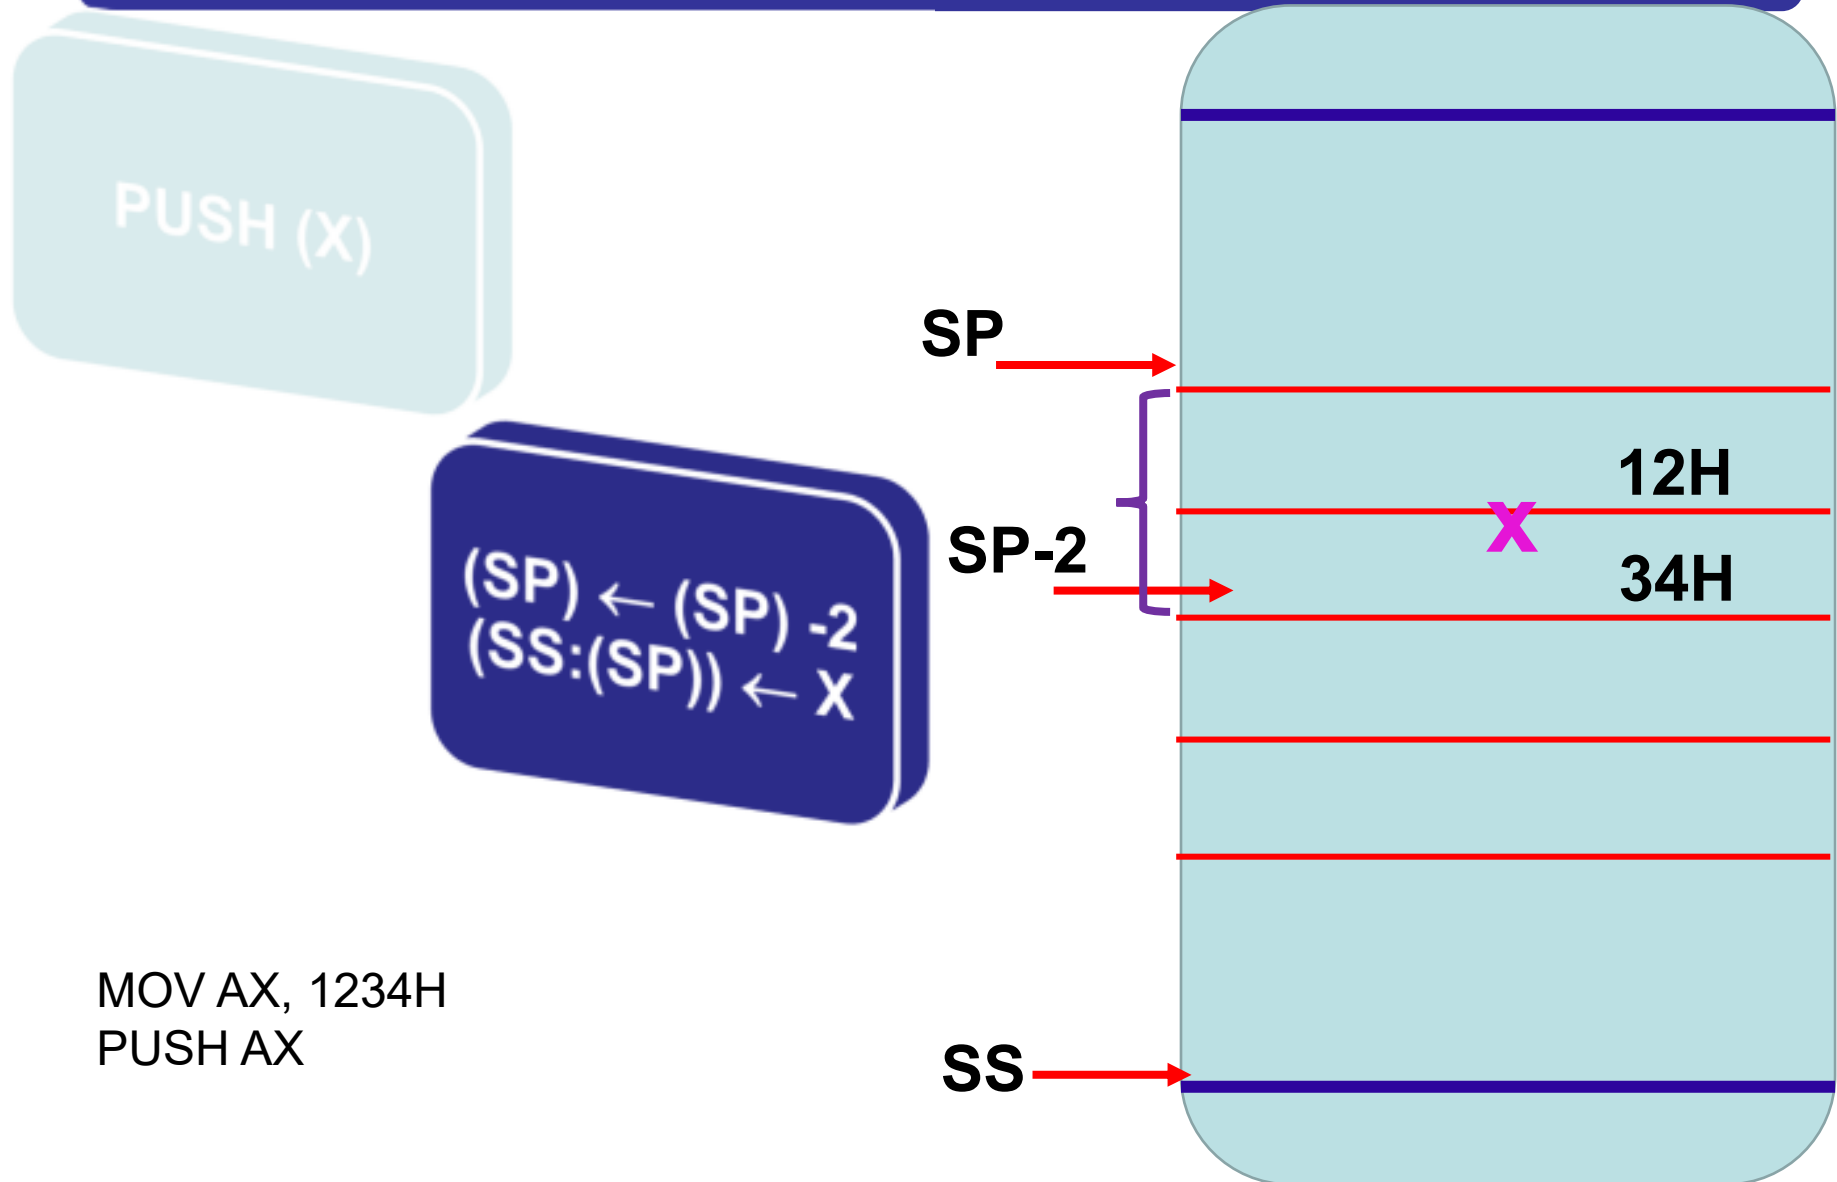 PUSH (X)
SP
12H
X
SP-2
34H
(SP) ← (SP) -2
(SS:(SP)) ← X
MOV AX, 1234H
PUSH AX
SS